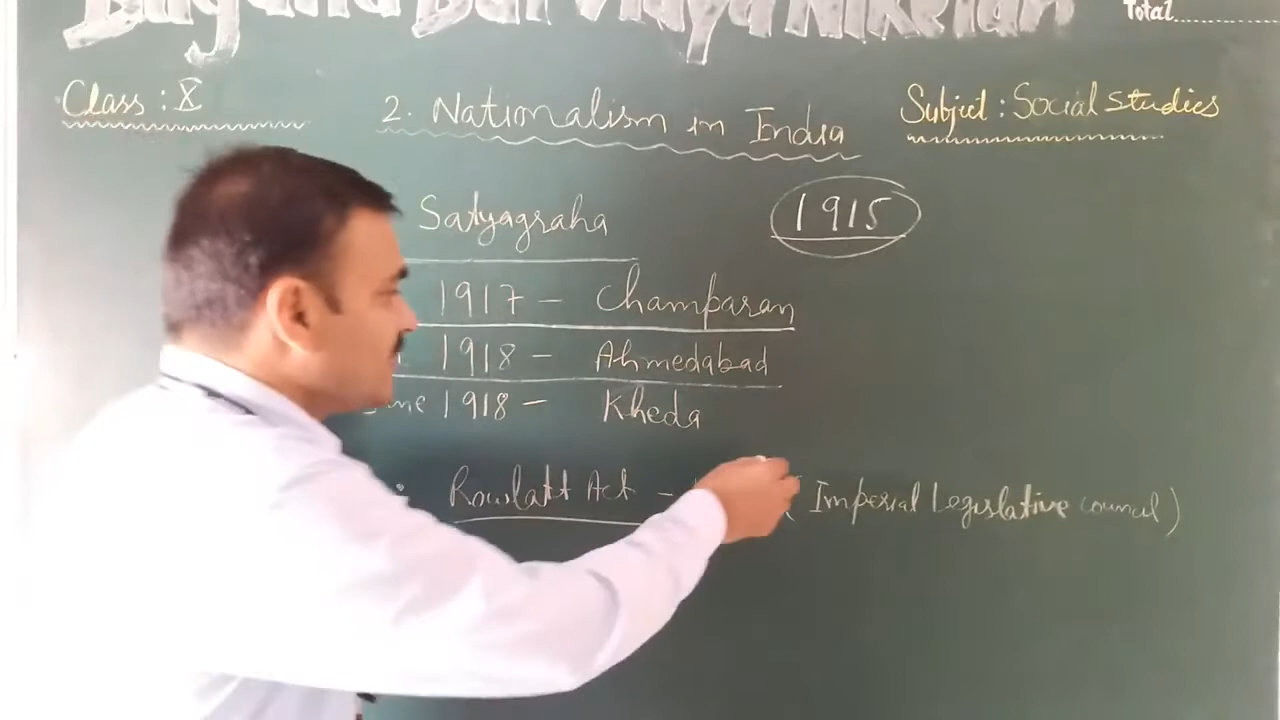 Total
Class : X
2. Nationalism in India
Subject : Social studies
Satyagraha
1915
1917 - Champaran
1918 - Ahmedabad
1918 - Kheda
Rowlatt Act - ( Imperial Legislative council )